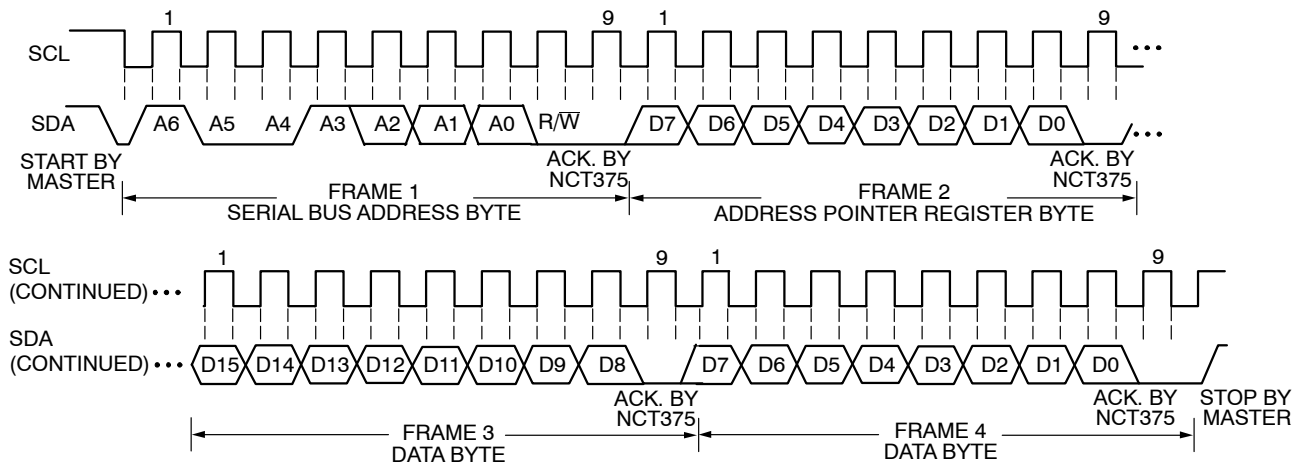 1 9 1 9
SCL
SDA A6 A5 A4 A3 A2 A1 A0 R/W̅ D7 D6 D5 D4 D3 D2 D1 D0
START BY
MASTER
ACK. BY
NCT375
ACK. BY
NCT375
FRAME 1
SERIAL BUS ADDRESS BYTE
FRAME 2
ADDRESS POINTER REGISTER BYTE
1 9 1 9
SCL
(CONTINUED)
SDA
(CONTINUED)
D15 D14 D13 D12 D11 D10 D9 D8 D7 D6 D5 D4 D3 D2 D1 D0
ACK. BY
NCT375
ACK. BY
NCT375
STOP BY
MASTER
FRAME 3
DATA BYTE
FRAME 4
DATA BYTE